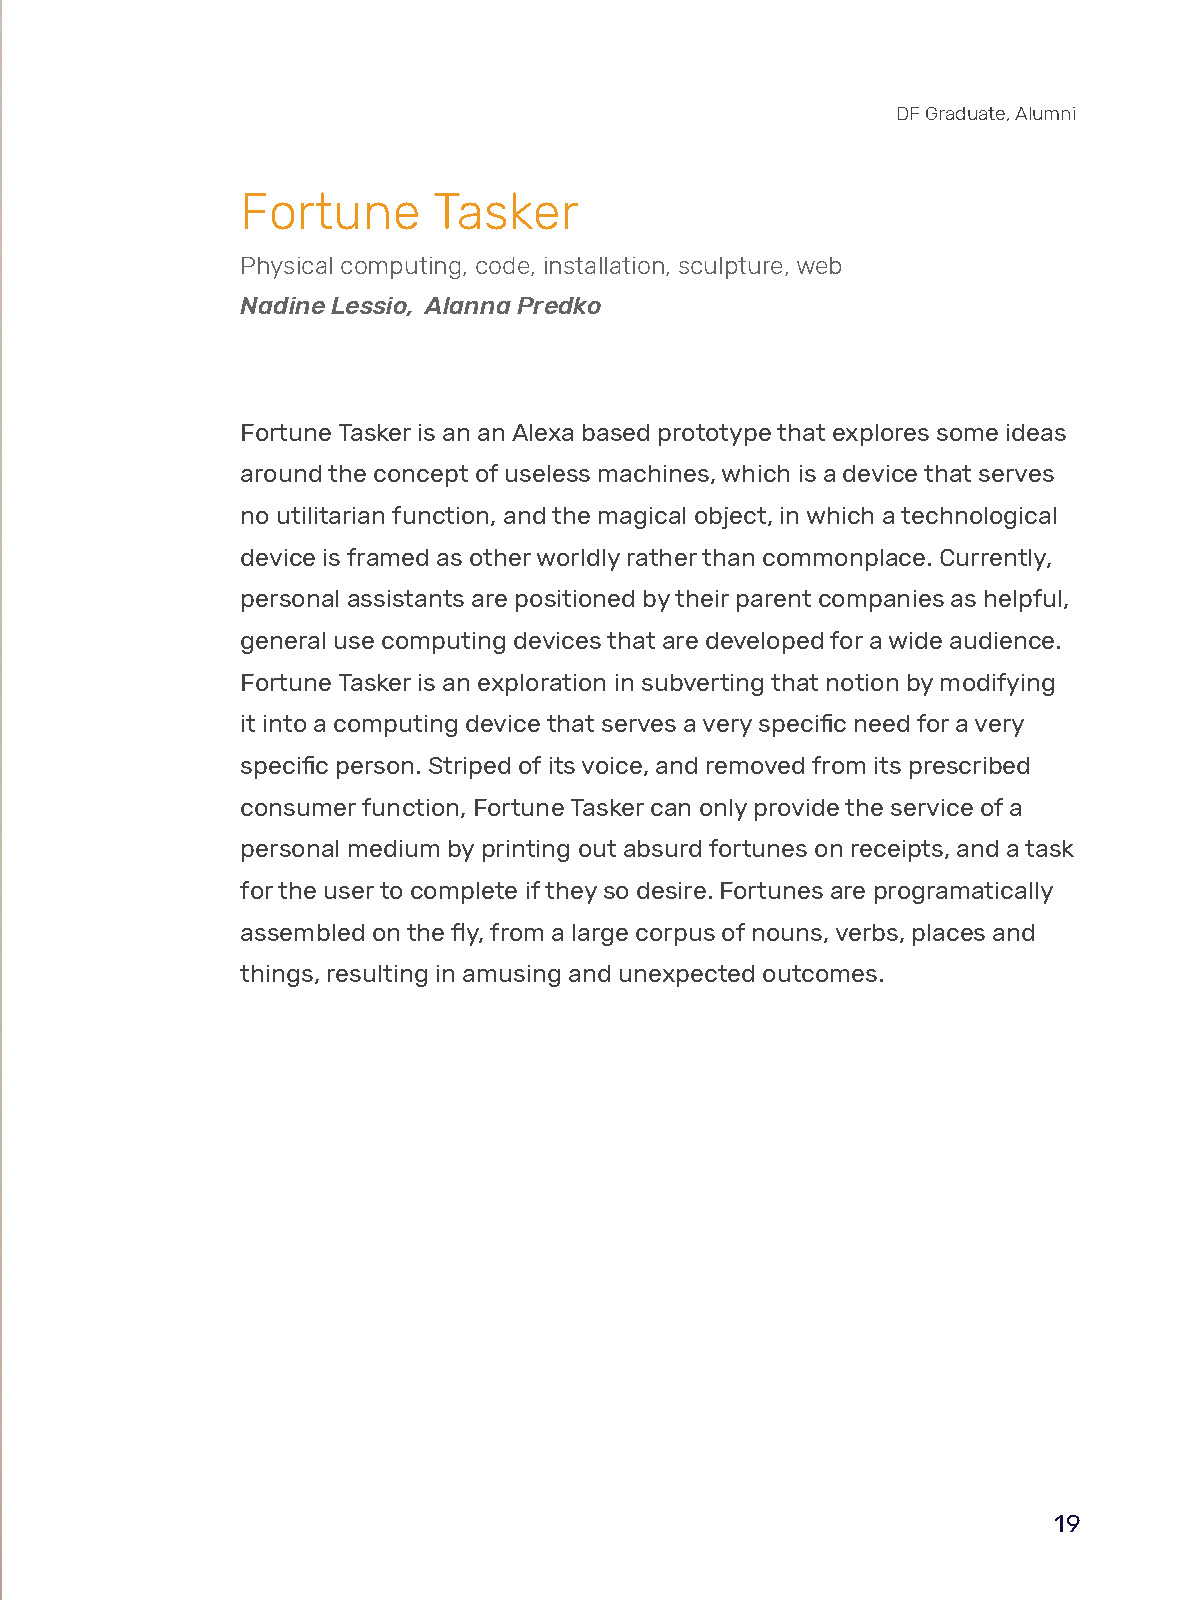 DF Graduate, Alumni
Fortune Tasker
Physical computing, code, installation, sculpture, web
Nadine Lessio, Alanna Predko
Fortune Tasker is an an Alexa based prototype that explores some ideas
around the concept of useless machines, which is a device that serves
no utilitarian function, and the magical object, in which a technological
device is framed as other worldly rather than commonplace. Currently,
personal assistants are positioned by their parent companies as helpful,
general use computing devices that are developed for a wide audience.
Fortune Tasker is an exploration in subverting that notion by modifying
it into a computing device that serves a very specific need for a very
specific person. Striped of its voice, and removed from its prescribed
consumer function, Fortune Tasker can only provide the service of a
personal medium by printing out absurd fortunes on receipts, and a task
for the user to complete if they so desire. Fortunes are programatically
assembled on the fly, from a large corpus of nouns, verbs, places and
things, resulting in amusing and unexpected outcomes.
19